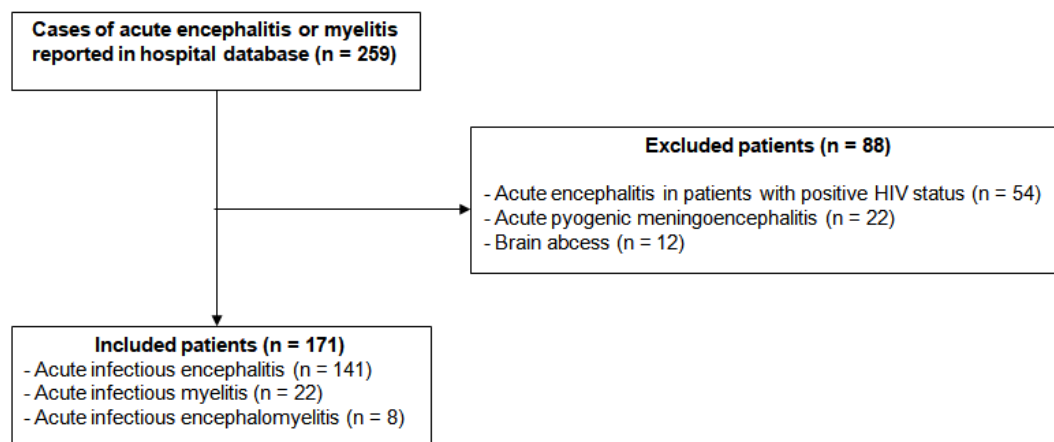 Cases of acute encephalitis or myelitis
reported in hospital database (n = 259)
Excluded patients (n = 88)
- Acute encephalitis in patients with positive HIV status (n = 54)
- Acute pyogenic meningoencephalitis (n = 22)
- Brain abcess (n = 12)
Included patients (n = 171)
- Acute infectious encephalitis (n = 141)
- Acute infectious myelitis (n = 22)
- Acute infectious encephalomyelitis (n = 8)